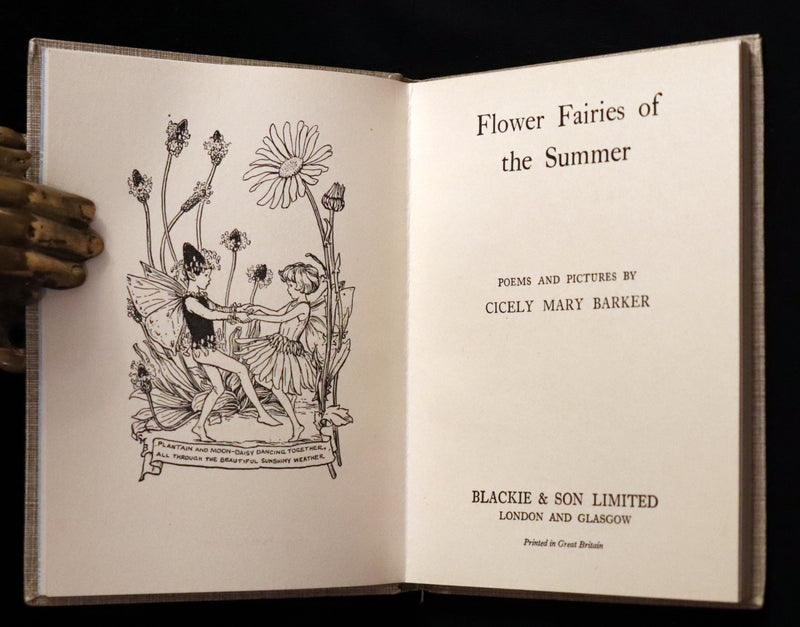 PLANTAIN AND MOON-DAISY DANCING TOGETHER,
ALL THROUGH THE BEAUTIFUL SUNSHINY WEATHER
Flower Fairies of
the Summer
POEMS AND PICTURES BY
CICELY MARY BARKER
BLACKIE & SON LIMITED
LONDON AND GLASGOW
Printed in Great Britain